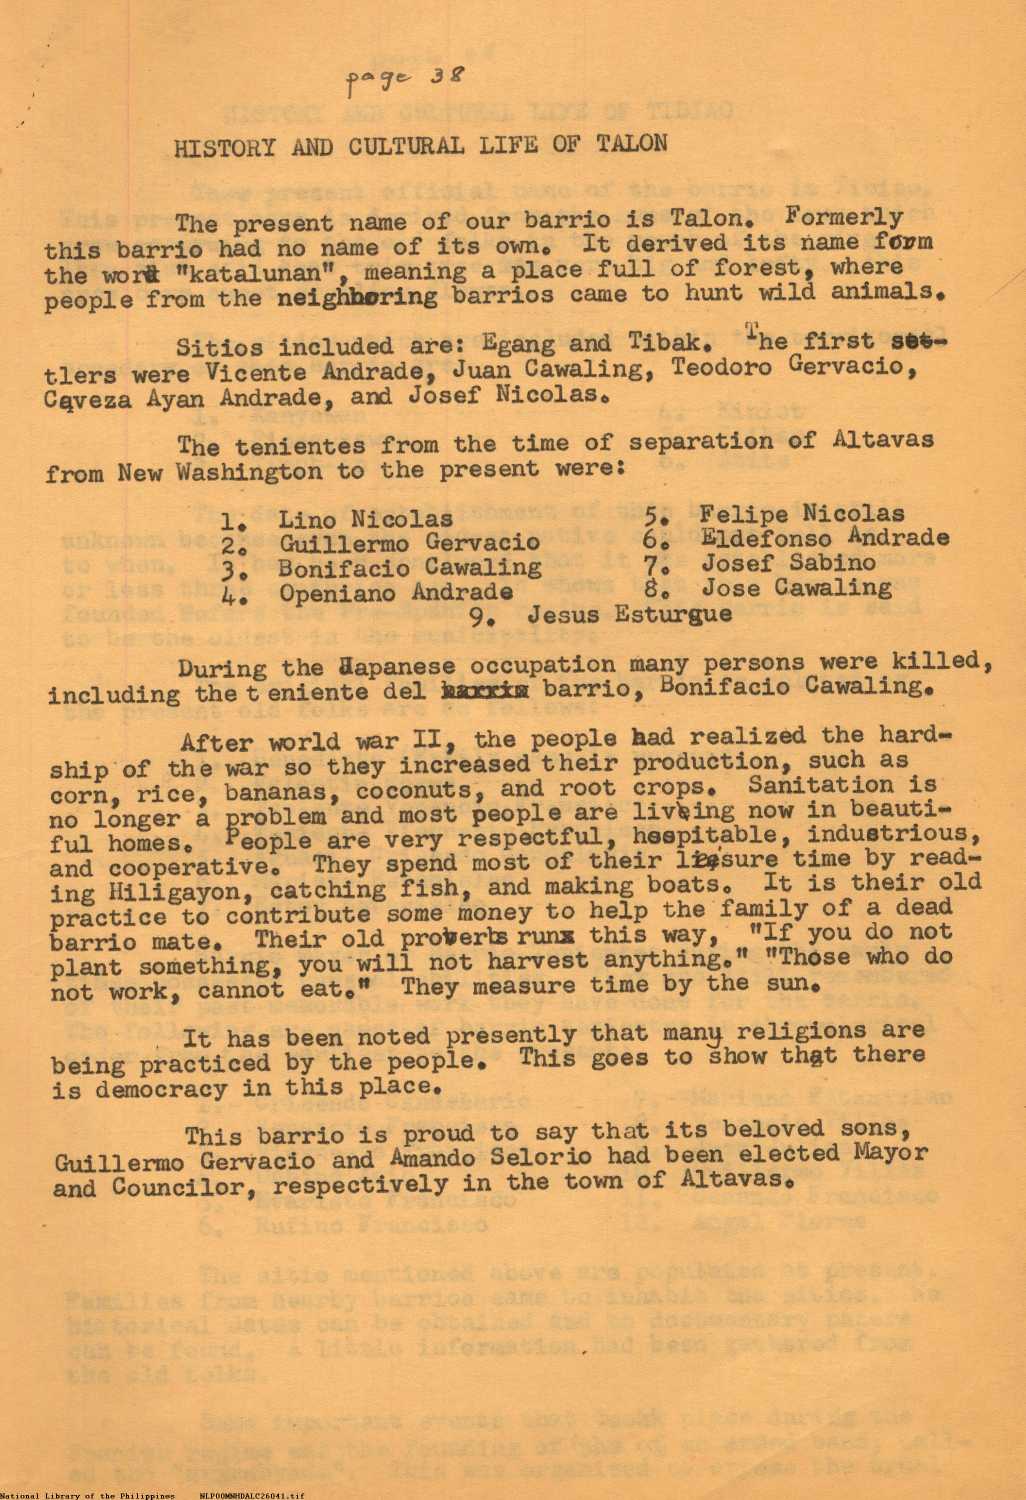 page 38
HISTORY AND CULTURAL LIFE OF TALON
The present name of our barrio is Talon. Formerly
this barrio had no name of its own. It derived its name form
the word "katalunan", meaning a place full of forest, where
people from the neighboring barrios came to hunt wild animals.
Sitios included are: Egang and Tibak. The first set-
tlers were Vicente Andrade, Juan Cawaling, Teodoro Gervacio,
Caveza Ayan Andrade, and Josef Nicolas.
The tenientes from the time of separation of Altavas
from New Washington to the present were:
1. Lino Nicolas 5. Felipe Nicolas
2. Guillermo Gervacio 6. Eldefonso Andrade
3. Bonifacio Cawaling 7. Josef Sabino
4. Openiano Andrade 8. Jose Cawaling
9. Jesus Esturgue
During the Japanese occupation many persons were killed,
including the teniente del barrio, Bonifacio Cawaling.
After world war II, the people had realized the hard-
ship of the war so they increased their production, such as
corn, rice, bananas, coconuts, and root crops. Sanitation is
no longer a problem and most people are living now in beauti-
ful homes. People are very respectful, hospitable, industrious,
and cooperative. They spend most of their leisure time by read-
ing Hiligayon, catching fish, and making boats. It is their old
practice to contribute some money to help the family of a dead
barrio mate. Their old proverbs run this way, "If you do not
plant something, you will not harvest anything." "Those who do
not work, cannot eat." They measure time by the sun.
It has been noted presently that many religions are
being practiced by the people. This goes to show that there
is democracy in this place.
This barrio is proud to say that its beloved sons,
Guillermo Gervacio and Amando Selorio had been elected Mayor
and Councilor, respectively in the town of Altavas.
National Library of the Philippines NLP00MNHDALC26041.tif